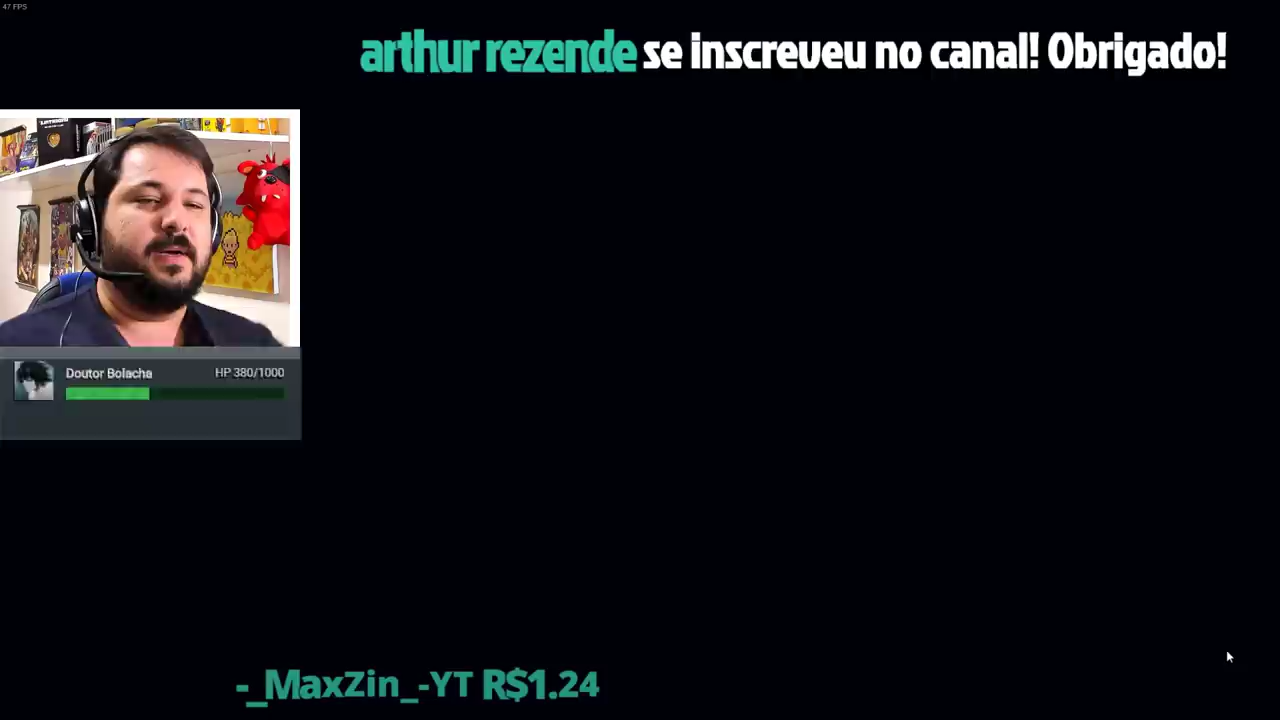 47 FPS
arthur rezende se inscreveu no canal! Obrigado!
Doutor Bolacha HP 380/1000
-_MaxZin_-YT R$1.24